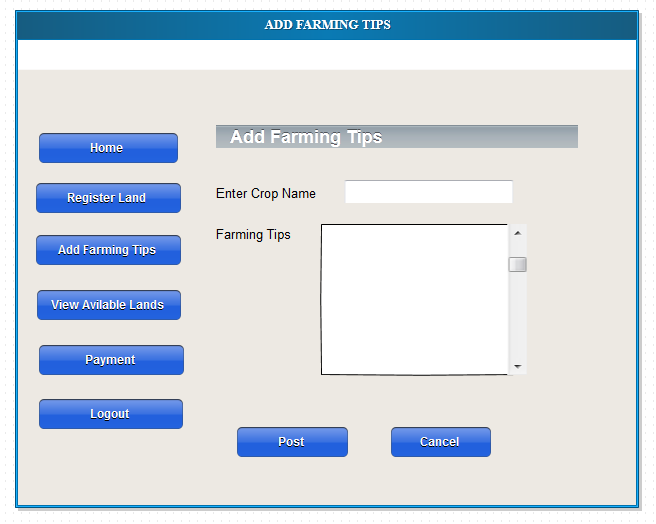 ADD FARMING TIPS
Add Farming Tips
Home
Register Land
Add Farming Tips
View Avilable Lands
Payment
Logout
Enter Crop Name
Farming Tips
Post
Cancel